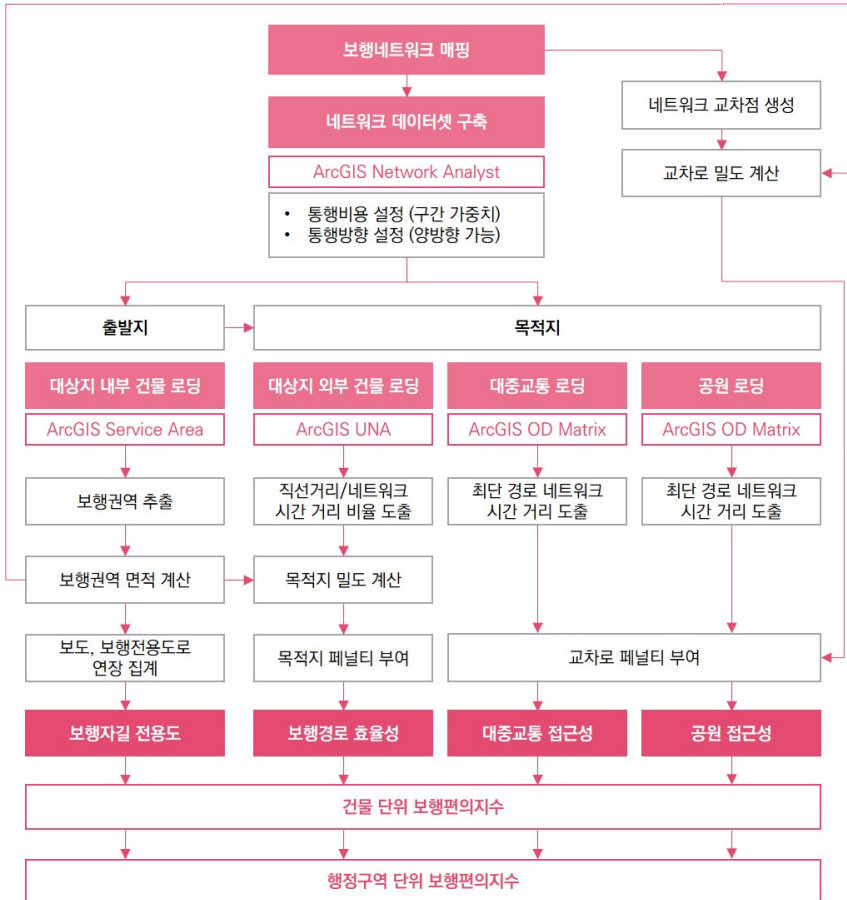 보행네트워크 매핑
네트워크 교차점 생성
네트워크 데이터셋 구축
ArcGIS Network Analyst
교차로 밀도 계산
• 통행비용 설정 (구간 가중치)
• 통행방향 설정 (양방향 가능)
출발지
목적지
대상지 내부 건물 로딩
대상지 외부 건물 로딩
대중교통 로딩
공원 로딩
ArcGIS Service Area
ArcGIS UNA
ArcGIS OD Matrix
ArcGIS OD Matrix
보행권역 추출
직선거리/네트워크
시간 거리 비율 도출
최단 경로 네트워크
시간 거리 도출
최단 경로 네트워크
시간 거리 도출
보행권역 면적 계산
목적지 밀도 계산
보도, 보행전용도로
연장 집계
목적지 페널티 부여
교차로 페널티 부여
보행자길 전용도
보행경로 효율성
대중교통 접근성
공원 접근성
건물 단위 보행편의지수
행정구역 단위 보행편의지수